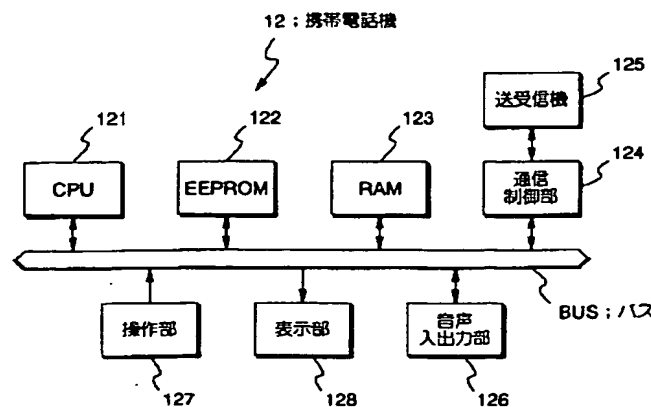 12；携帯電話機
125
送受信機
121
122
123
124
CPU
EEPROM
RAM
通信
制御部
BUS；バス
操作部
表示部
音声
入出力部
127
128
126